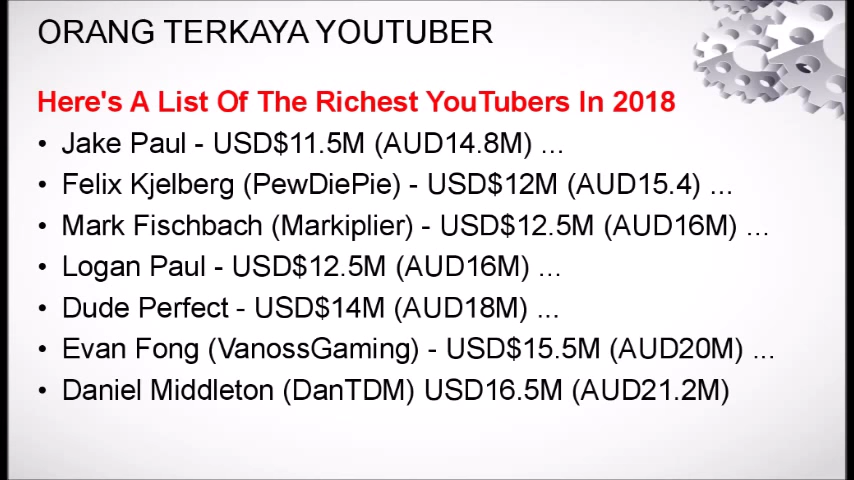 ORANG TERKAYA YOUTUBER
Here's A List Of The Richest YouTubers In 2018
• Jake Paul - USD$11.5M (AUD14.8M) ...
• Felix Kjelberg (PewDiePie) - USD$12M (AUD15.4) ...
• Mark Fischbach (Markiplier) - USD$12.5M (AUD16M) ...
• Logan Paul - USD$12.5M (AUD16M) ...
• Dude Perfect - USD$14M (AUD18M) ...
• Evan Fong (VanossGaming) - USD$15.5M (AUD20M) ...
• Daniel Middleton (DanTDM) USD16.5M (AUD21.2M)